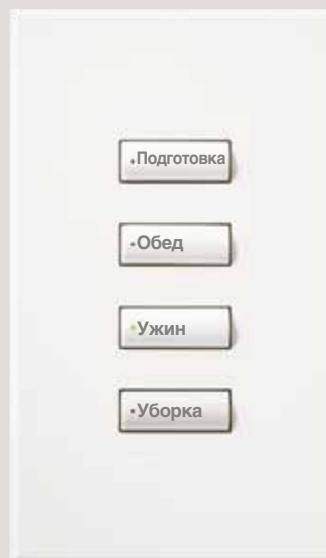 Подготовка
Обед
Ужин
Уборка